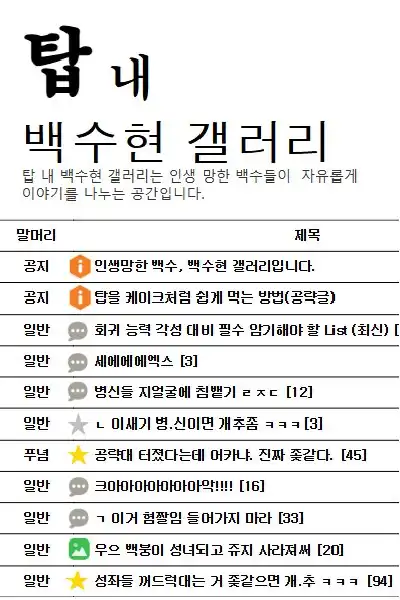 탑 내
백수현 갤러리
탑 내 백수현 갤러리는 인생 망한 백수들이 자유롭게
이야기를 나누는 공간입니다.
말머리 제목
공지 인생망한 백수, 백수현 갤러리입니다.
공지 탑을 케이크처럼 쉽게 먹는 방법(공략글)
일반 회귀 능력 각성 대비 필수 암기해야 할 List (최신) [
일반 세에에에엑스 [3]
일반 병신들 지얼굴에 침뱉기 ㄹㅈㄷ [12]
일반 ㄴ 이새기 병.신이면 개추좀 ㅋㅋㅋ[3]
푸념 공략대 터졌다는데 어카냐. 진짜 좆같다. [45]
일반 크아아아아아아아악!!!! [16]
일반 ㄱ 이거 혐짤임 들어가지 마라 [33]
일반 우으 백붕이 성녀되고 쥬지 사라져써 [20]
일반 성좌들 꺼드럭대는 거 좆같으면 개.추 ㅋㅋㅋ [94]